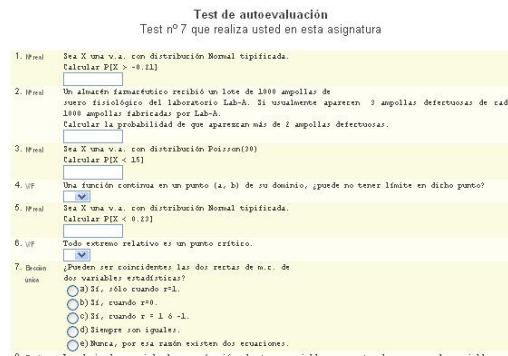 Test de autoevaluación
Test nº 7 que realiza usted en esta asignatura
1. Nº real Sea X una v.a. con distribución Normal tipificada.
Calcular P[X > -0.21]
2. Nº real Un almacén farmacéutico recibió un lote de 1000 ampollas de
suero fisiológico del laboratorio Lab-A. Si usualmente aparecen 3 ampollas defectuosas de cad
1000 ampollas fabricadas por Lab-A.
Calcular la probabilidad de que aparezcan más de 2 ampollas defectuosas.
3. Nº real Sea X una v.a. con distribución Poisson(30)
Calcular P[X < 15]
4. V/F Una función continua en un punto (a, b) de su dominio, ¿puede no tener límite en dicho punto?
5. Nº real Sea X una v.a. con distribución Normal tipificada.
Calcular P[X < 0.23]
6. V/F Todo extremo relativo es un punto crítico.
7. Elección única ¿Pueden ser coincidentes las dos rectas de m.c. de
dos variables estadísticas?
a) Sí, sólo cuando r=1.
b) Sí, cuando r=0.
c) Sí, cuando r = 1 ó -1.
d) Siempre son iguales.
e) Nunca, por esa razón existen dos ecuaciones.